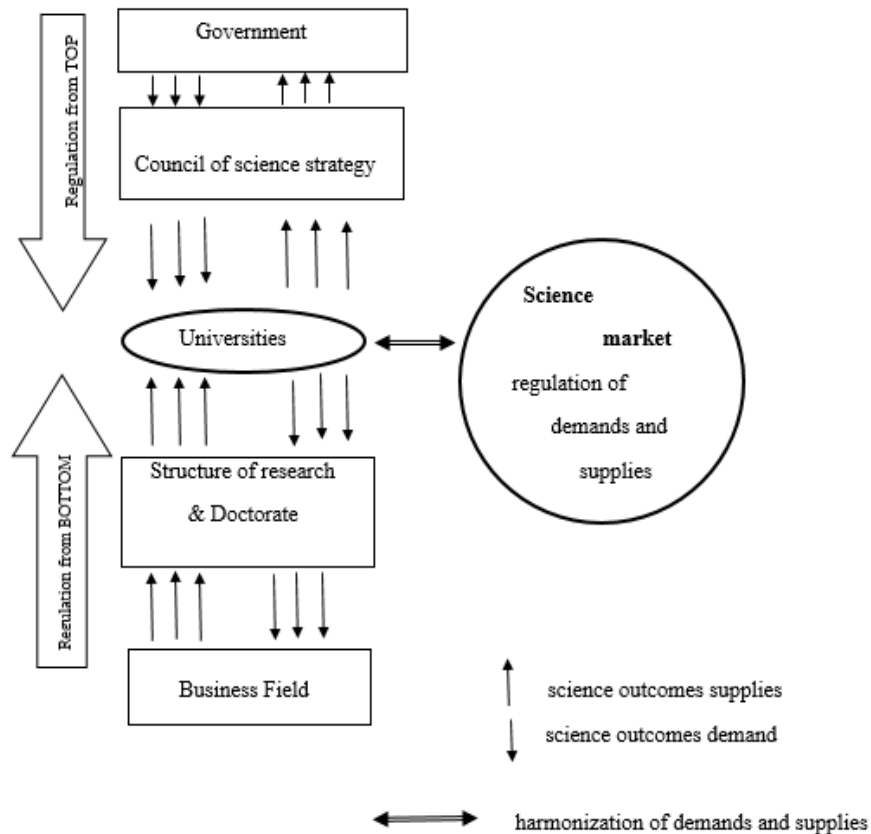 Government
Regulation from TOP
Council of science strategy
Universities
Science
market
regulation of
demands and
supplies
Regulation from BOTTOM
Structure of research
& Doctorate
Business Field
science outcomes supplies
science outcomes demand
harmonization of demands and supplies